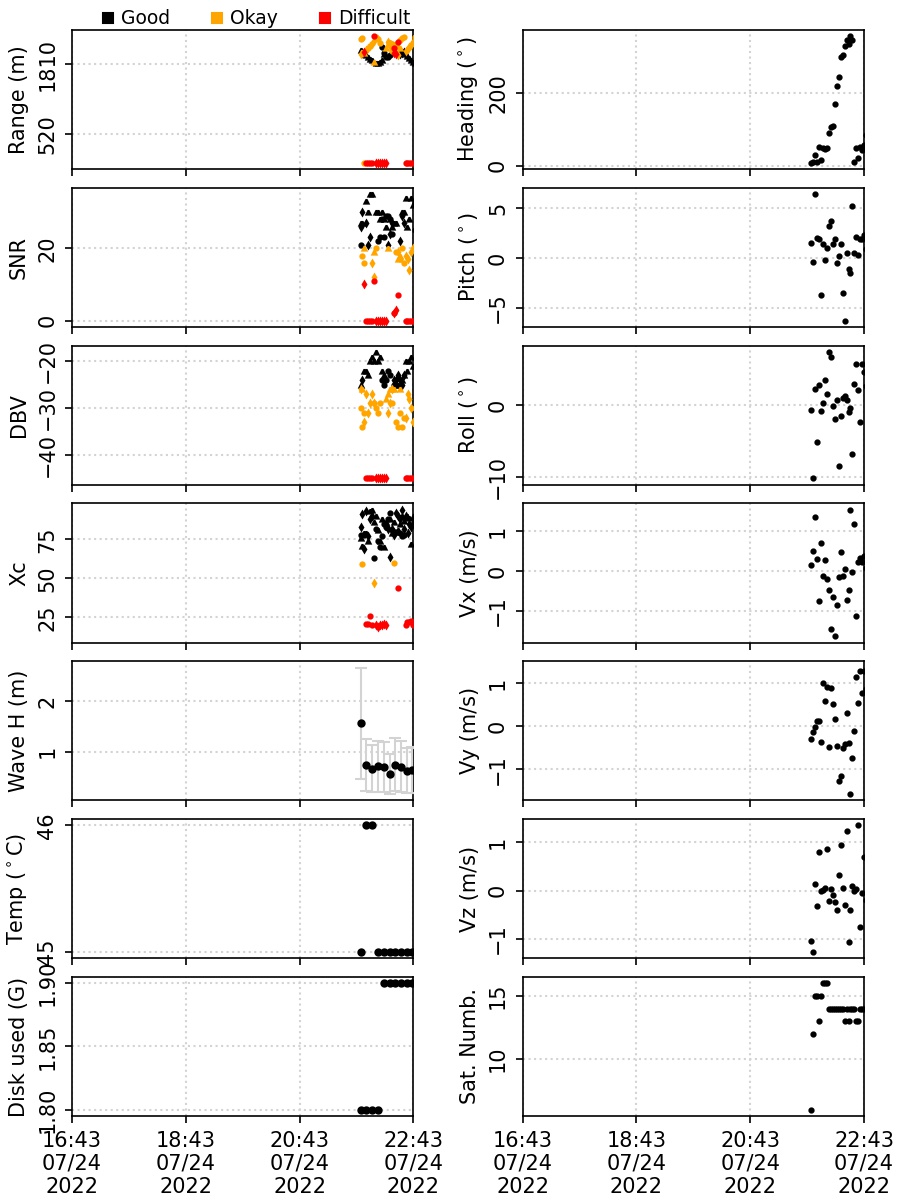 Good Okay Difficult
Range (m)
1810
520
SNR
20
0
DBV
−20
−30
−40
Xc
75
50
25
Wave H (m)
2
1
Temp (°C)
46
45
Disk used (G)
1.90
1.85
1.80
16:43 18:43 20:43 22:43
07/24 07/24 07/24 07/24
2022 2022 2022 2022
Heading (°)
200
0
Pitch (°)
5
0
−5
Roll (°)
0
−10
Vx (m/s)
1
0
−1
Vy (m/s)
1
0
−1
Vz (m/s)
1
0
−1
Sat. Numb.
15
10
16:43 18:43 20:43 22:43
07/24 07/24 07/24 07/24
2022 2022 2022 2022